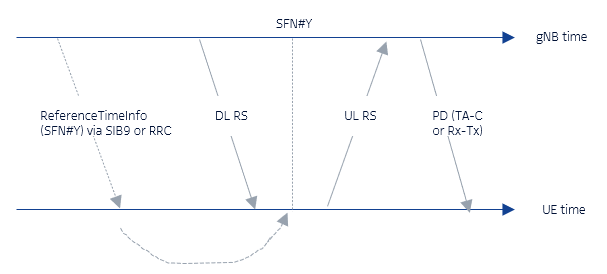 SFN#Y
gNB time
ReferenceTimeInfo
(SFN#Y) via SIB9 or RRC
DL RS
UL RS
PD (TA-C
or Rx-Tx)
UE time